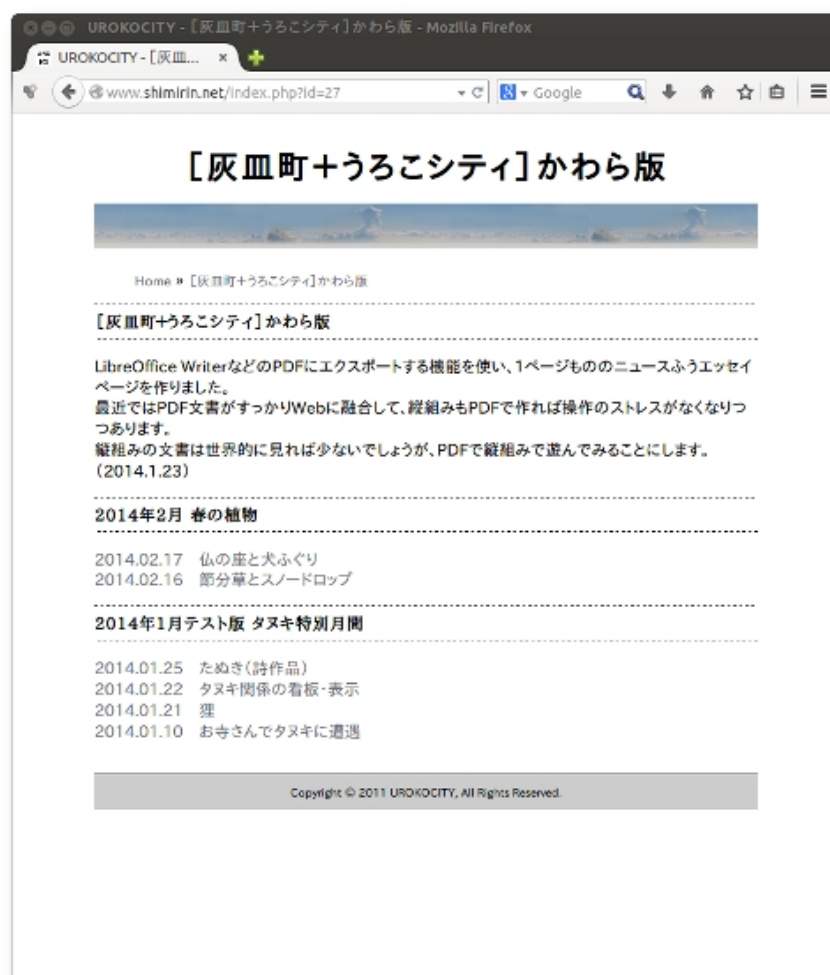 UROKOCITY - [灰皿町+うろこシティ]かわら版 - Mozilla Firefox
UROKOCITY - [灰皿...
www.shimirin.net/index.php?id=27
Google
[灰皿町+うろこシティ]かわら版
Home » [灰皿町+うろこシティ]かわら版
[灰皿町+うろこシティ]かわら版
LibreOffice WriterなどのPDFにエクスポートする機能を使い、1ページもののニュースふうエッセイ
ページを作りました。
最近ではPDF文書がすっかりWebに融合して、縦組みもPDFで作れば操作のストレスがなくなりつ
つあります。
縦組みの文書は世界的に見れば少ないでしょうが、PDFで縦組みで遊んでみることにします。
(2014.1.23)
2014年2月 春の植物
2014.02.17 仏の座と犬ふぐり
2014.02.16 節分草とスノードロップ
2014年1月テスト版 タヌキ特別月間
2014.01.25 たぬき(詩作品)
2014.01.22 タヌキ関係の看板・表示
2014.01.21 狸
2014.01.10 お寺さんでタヌキに遭遇
Copyright © 2011 UROKOCITY, All Rights Reserved.